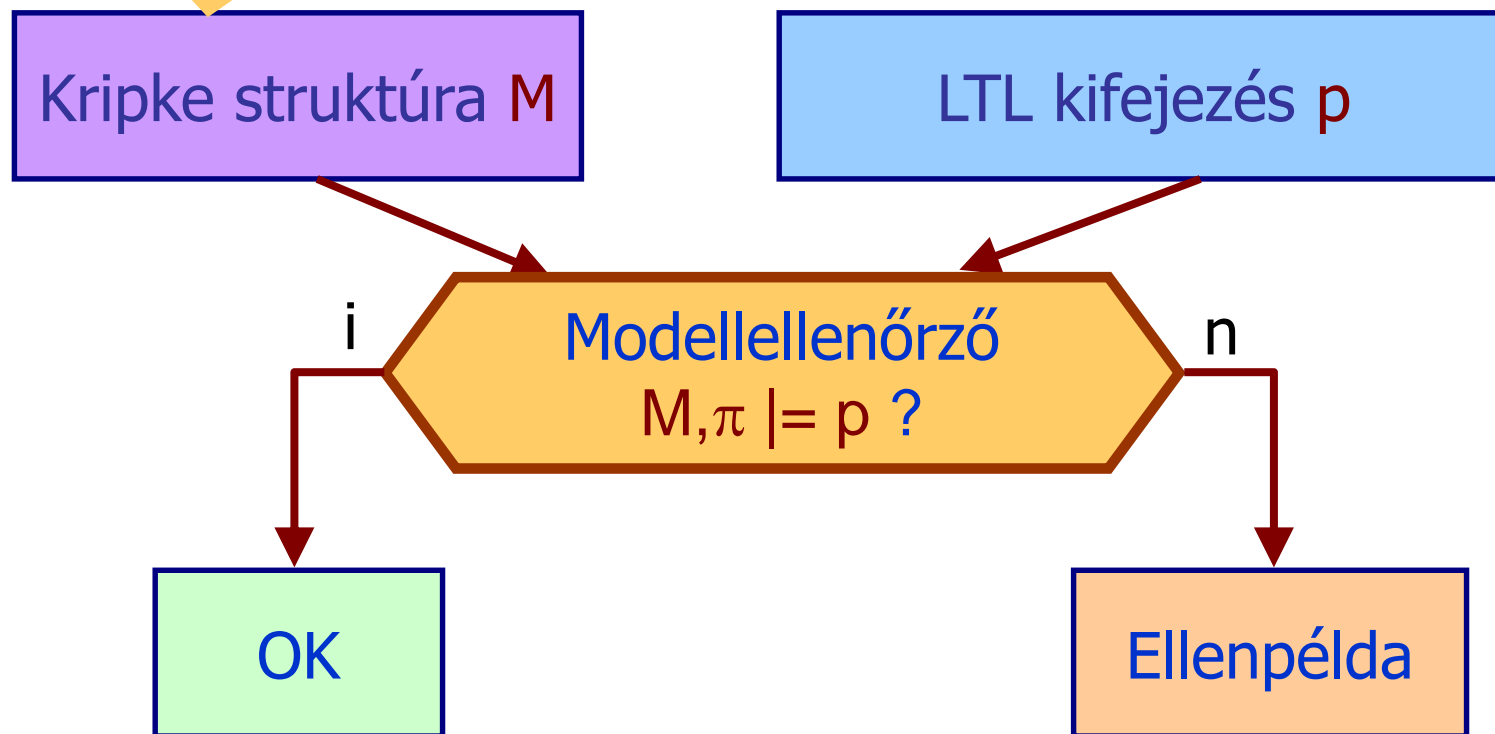 Kripke struktúra M
LTL kifejezés p
i
Modellellenőrző
n
M,π |= p ?
OK
Ellenpélda